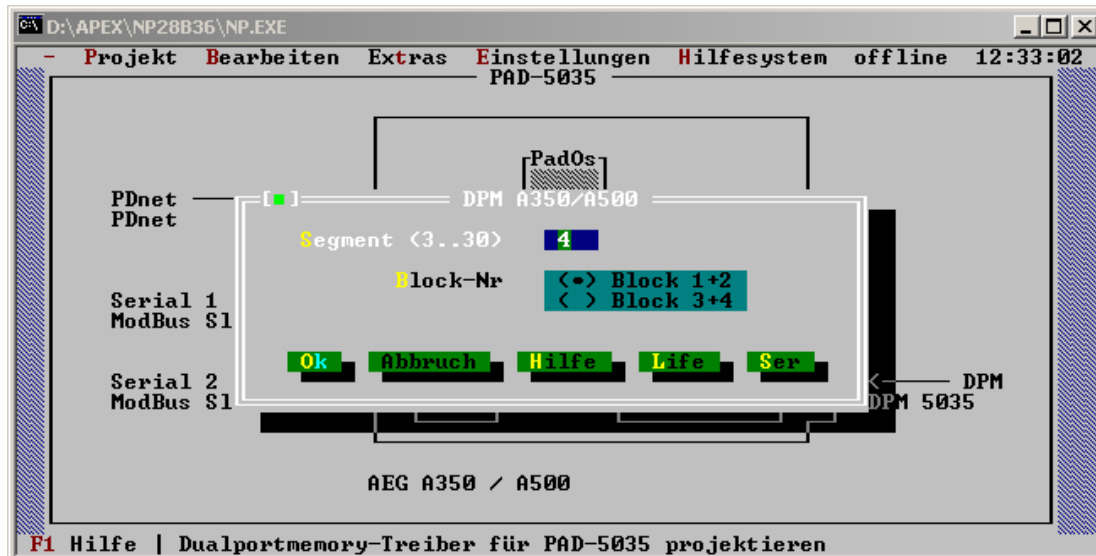 D:\APEX\NP28B36\NP.EXE
- Projekt Bearbeiten Extras Einstellungen Hilfesystem offline 12:33:02
PAD-5035
PadOs
PDnet
PDnet
DPM A350/A500
Segment (3..30) 4
Block-Nr (•) Block 1+2
( ) Block 3+4
Serial 1
ModBus Sl
Ok Abbruch Hilfe Life Ser
Serial 2
ModBus Sl
DPM
DPM 5035
AEG A350 / A500
F1 Hilfe | Dualportmemory-Treiber für PAD-5035 projektieren